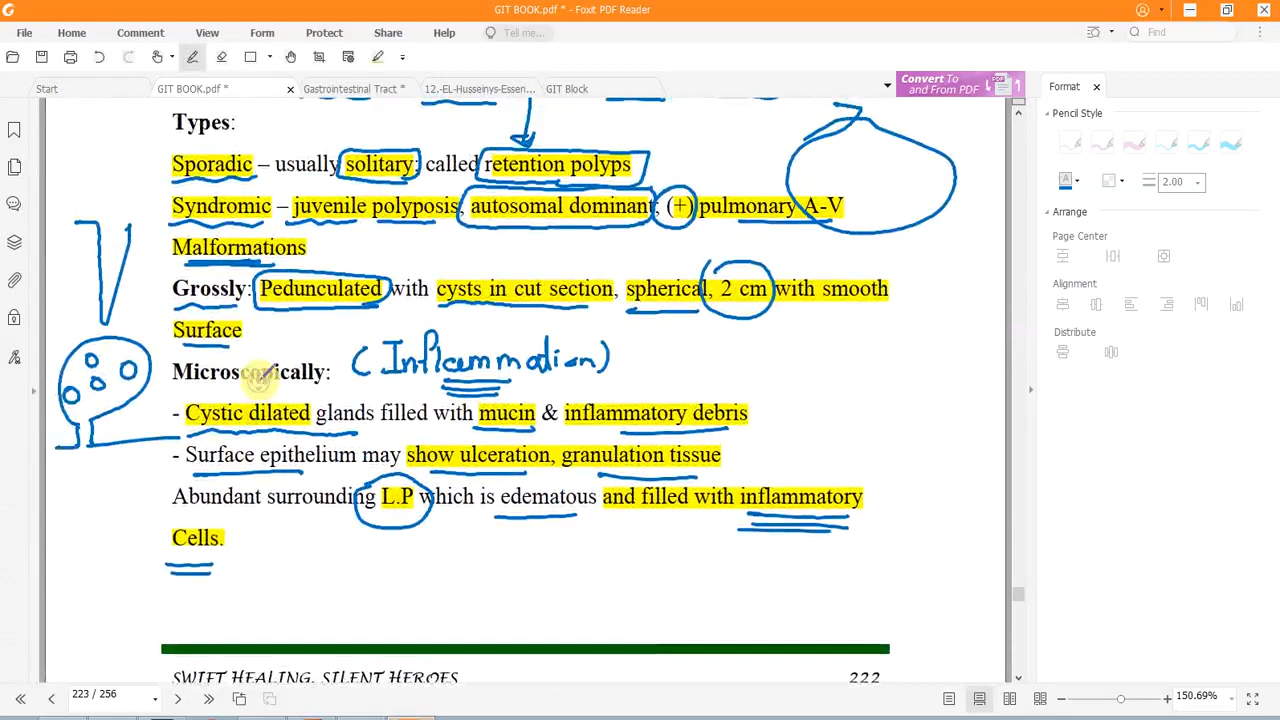 GIT BOOK.pdf * - Foxit PDF Reader
File Home Comment View Form Protect Share Help Tell me... Find
Start GIT BOOK.pdf * Gastrointestinal Tract * 12.-EL-Husseinys-Essen... GIT Block Convert To and From PDF PDF
Format
Pencil Style
2.00
Arrange
Page Center
Alignment
Distribute
Types:
Sporadic – usually solitary; called retention polyps
Syndromic – juvenile polyposis, autosomal dominant; (+) pulmonary A-V
Malformations
Grossly: Pedunculated with cysts in cut section, spherical, 2 cm with smooth
Surface
(Inflammation)
Microscopically:
- Cystic dilated glands filled with mucin & inflammatory debris
- Surface epithelium may show ulceration, granulation tissue
Abundant surrounding L.P which is edematous and filled with inflammatory
Cells.
SWIFT HEALING, SILENT HEROES 222
223 / 256 150.69%